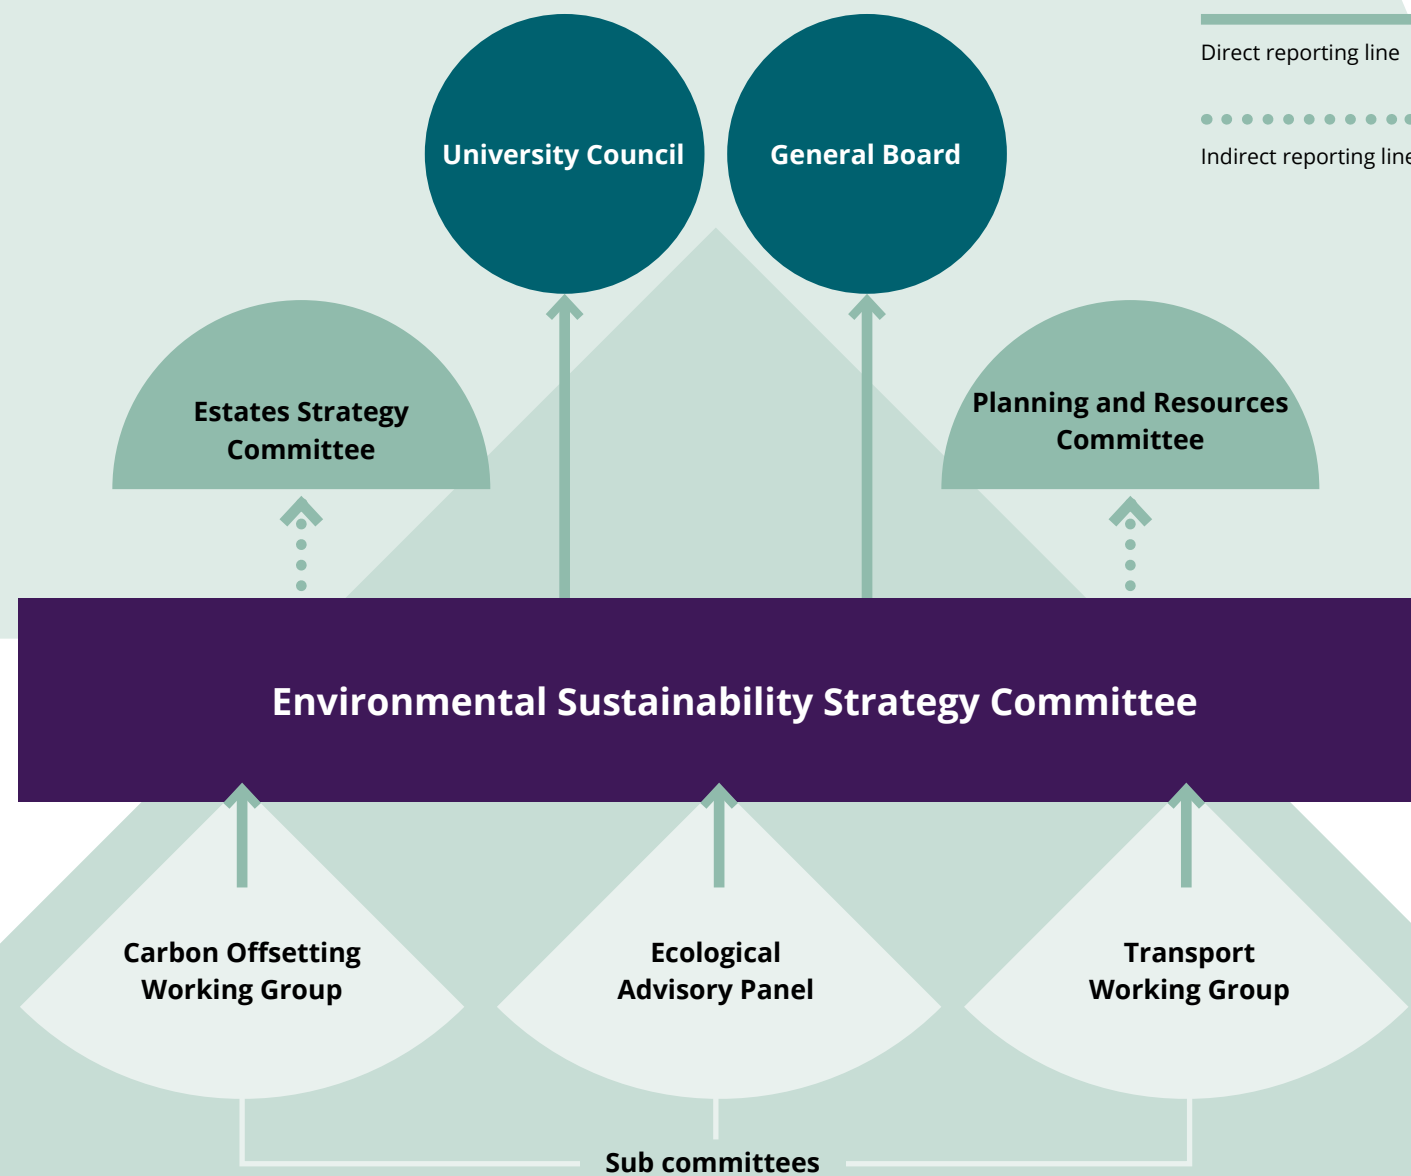 Direct reporting line
Indirect reporting line
University Council
General Board
Estates Strategy
Committee
Planning and Resources
Committee
Environmental Sustainability Strategy Committee
Carbon Offsetting
Working Group
Ecological
Advisory Panel
Transport
Working Group
Sub committees